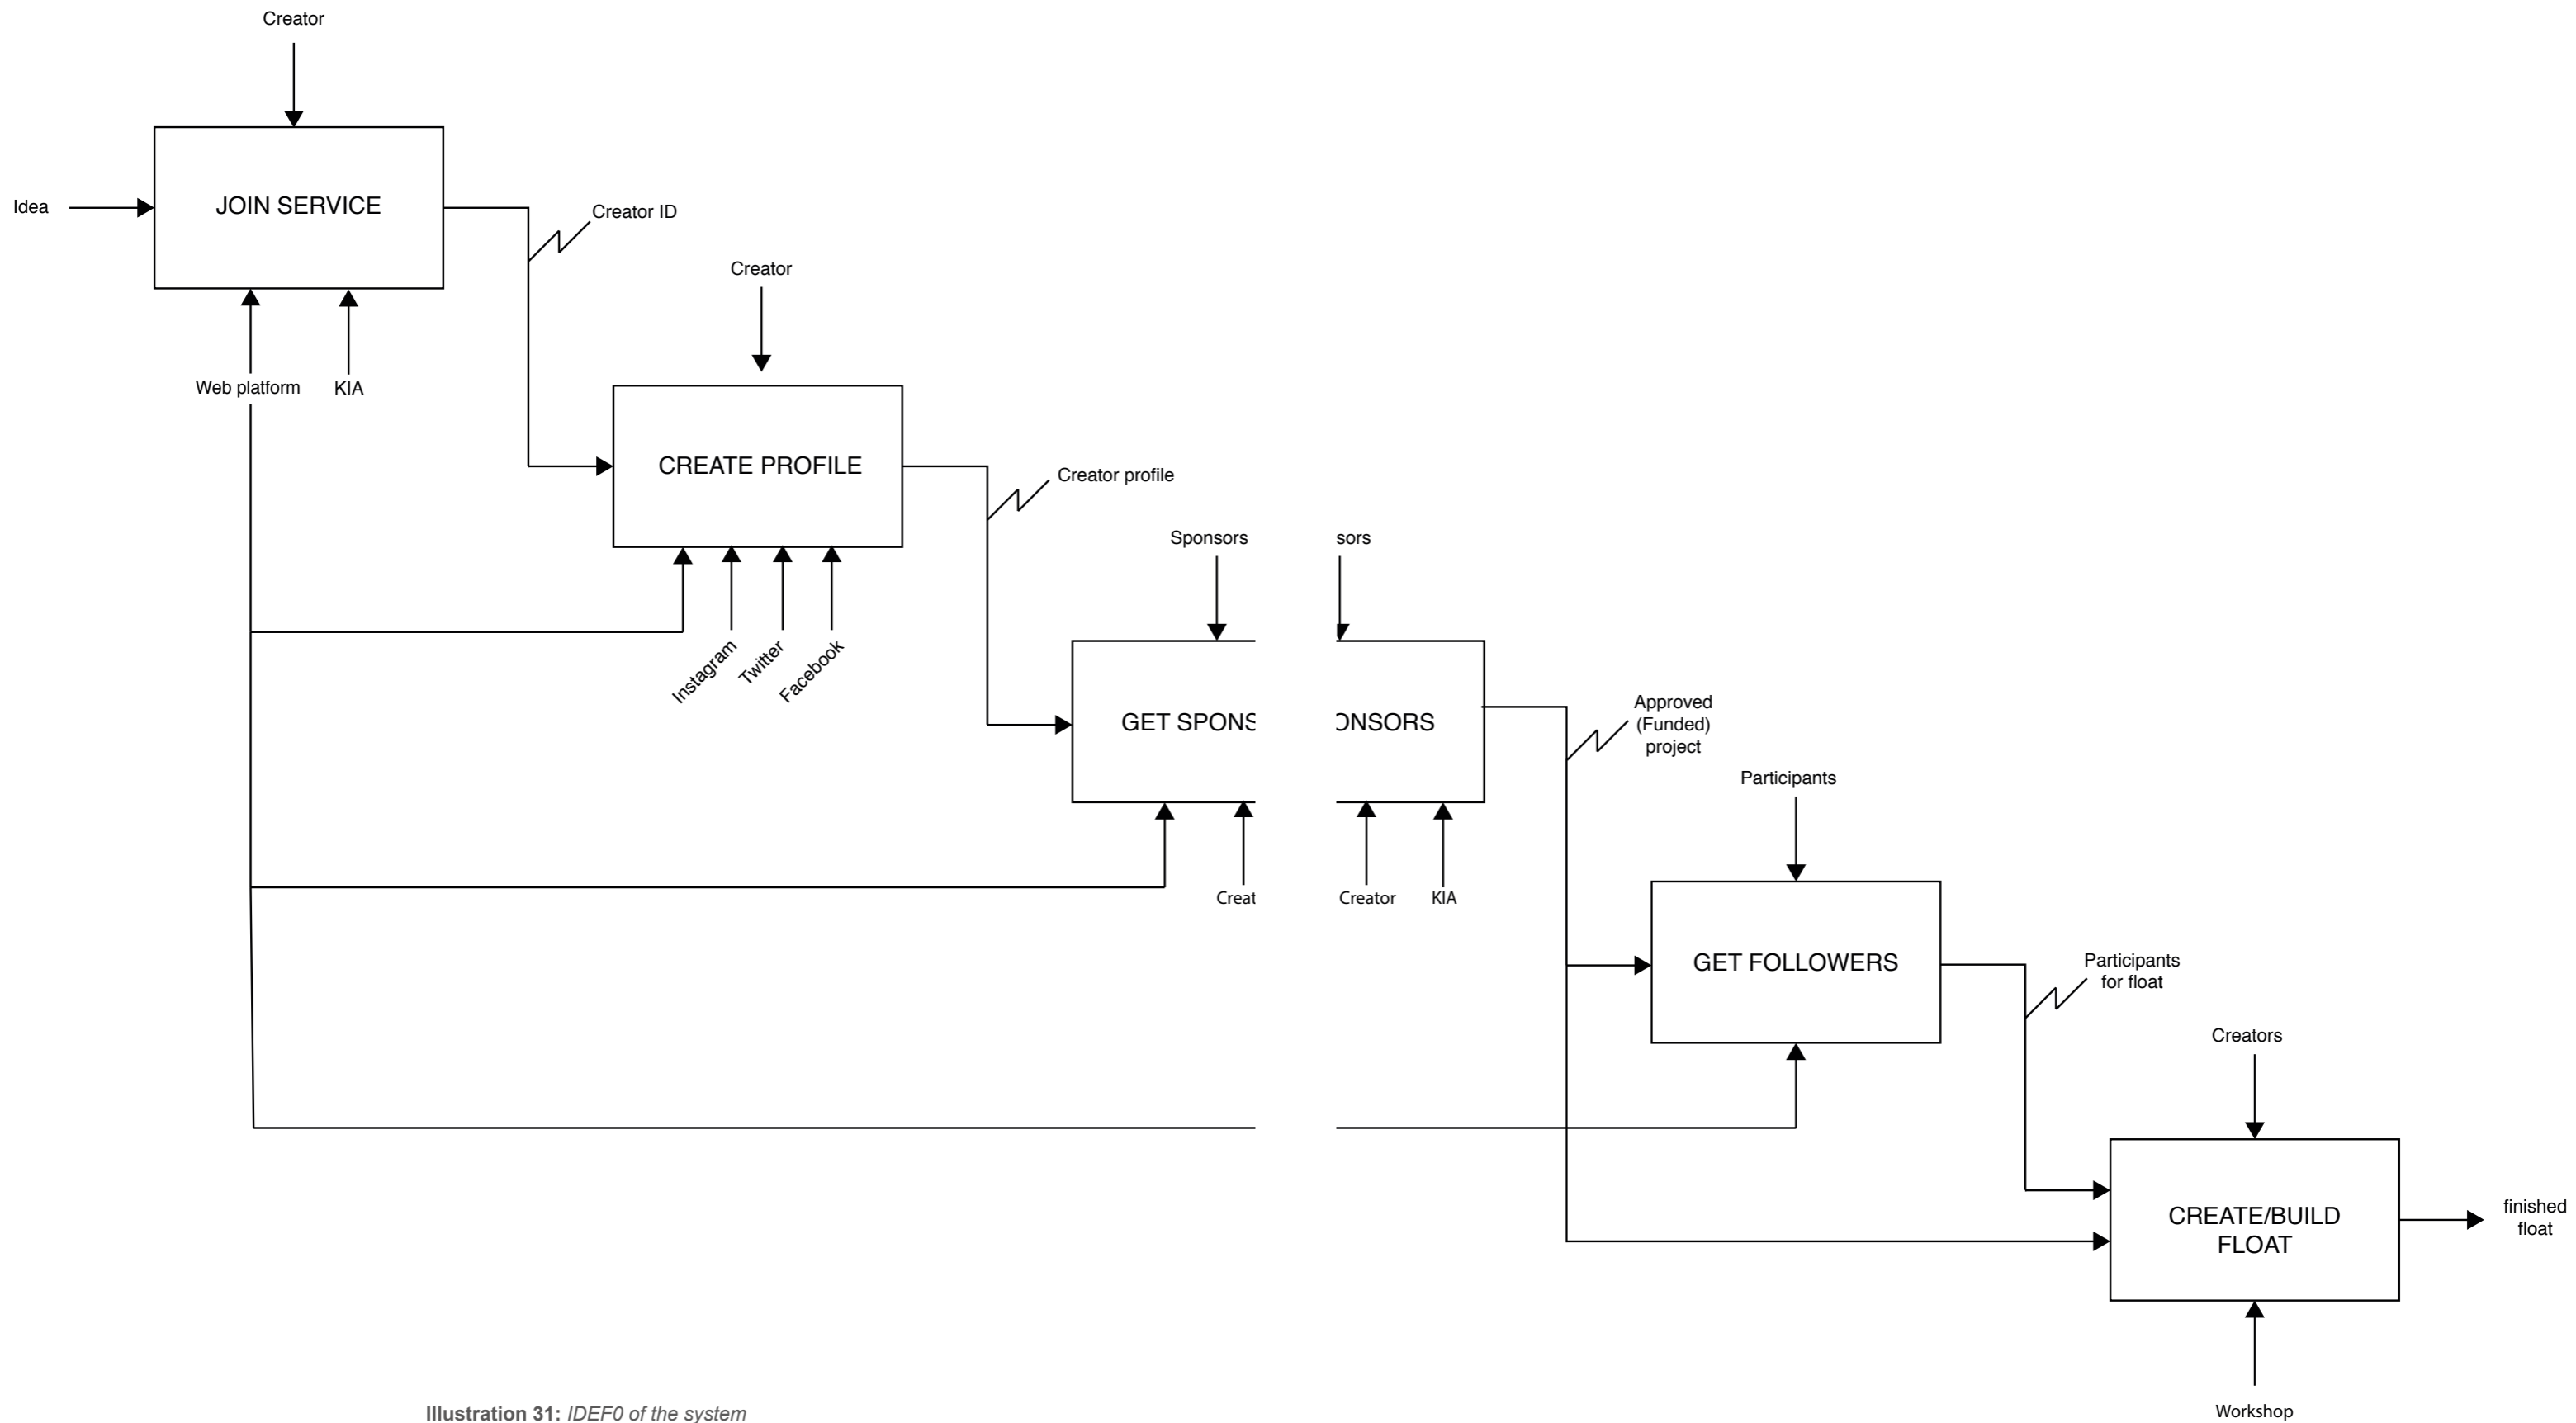 Creator
Idea
JOIN SERVICE
Creator ID
Web platform
KIA
Creator
CREATE PROFILE
Creator profile
Instagram
Twitter
Facebook
Sponsors
sors
GET SPONS
ONSORS
Creat
Creator
KIA
Approved
(Funded)
project
Participants
GET FOLLOWERS
Participants
for float
Creators
CREATE/BUILD
FLOAT
finished
float
Workshop
Illustration 31: IDEF0 of the system